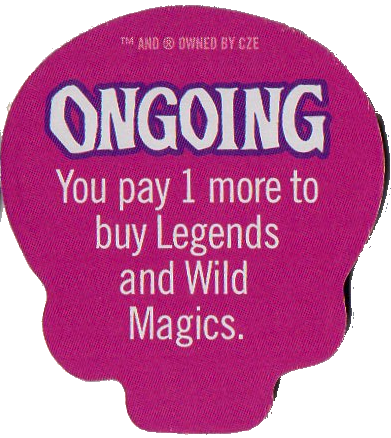 ™ AND ® OWNED BY CZE
ONGOING
You pay 1 more to
buy Legends
and Wild
Magics.